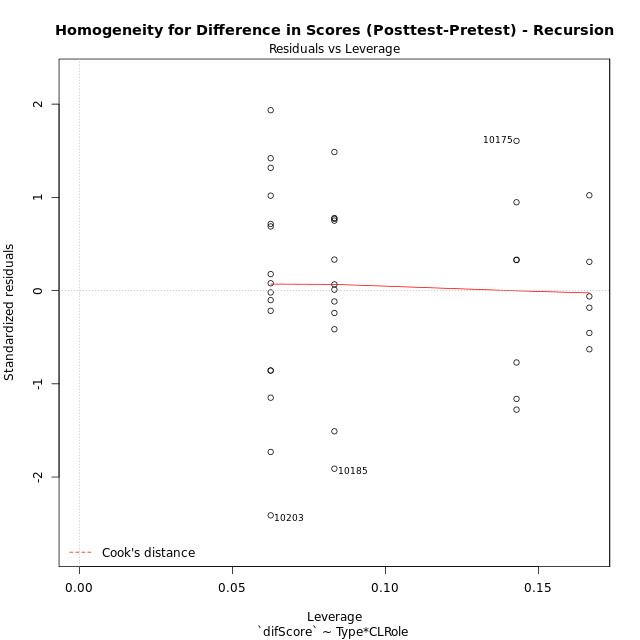 Homogeneity for Difference in Scores (Posttest-Pretest) - Recursion
Residuals vs Leverage
Standardized residuals
2
1
0
-1
-2
10175
10185
10203
Cook's distance
0.00 0.05 0.10 0.15
Leverage
`difScore` ~ Type*CLRole